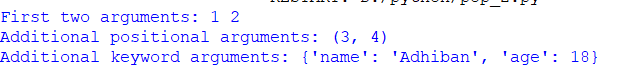 First two arguments: 1 2
Additional positional arguments: (3, 4)
Additional keyword arguments: {'name': 'Adhiban', 'age': 18}